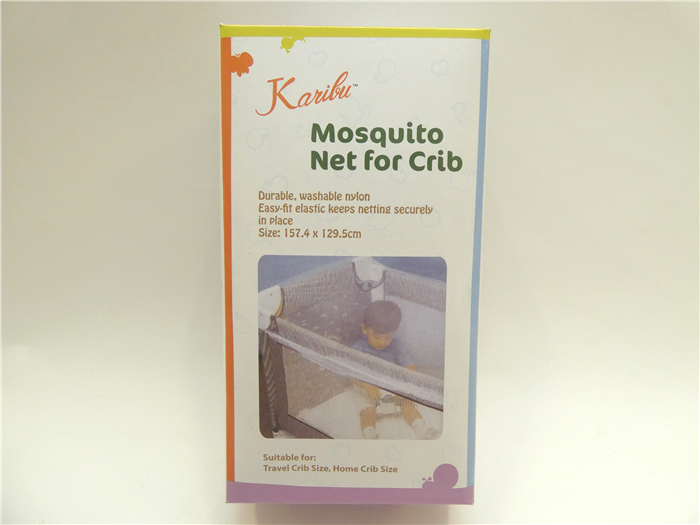 Karibu™
Mosquito
Net for Crib
Durable, washable nylon
Easy-fit elastic keeps netting securely
in place
Size: 157.4 x 129.5cm
Suitable for:
Travel Crib Size, Home Crib Size